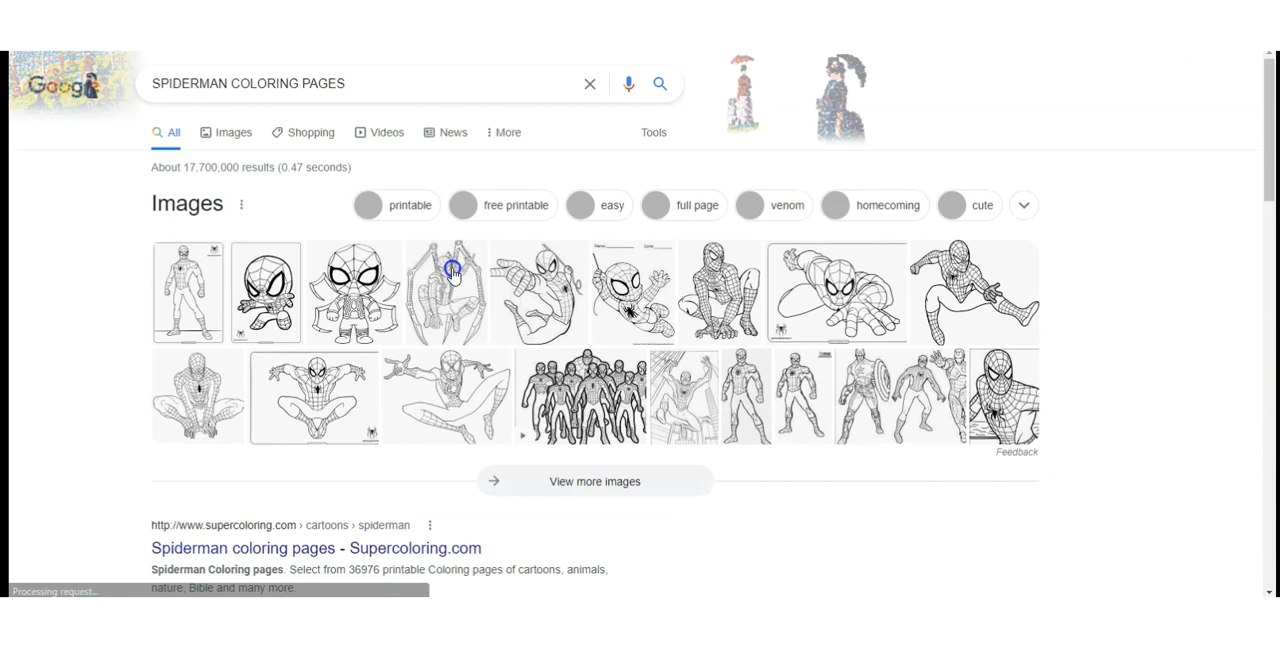 Google
SPIDERMAN COLORING PAGES
All Images Shopping Videos News More Tools
About 17,700,000 results (0.47 seconds)
Images printable free printable easy full page venom homecoming cute
Feedback
View more images
http://www.supercoloring.com › cartoons › spiderman
Spiderman coloring pages - Supercoloring.com
Spiderman Coloring pages. Select from 36976 printable Coloring pages of cartoons, animals,
nature, Bible and many more.
Processing request...